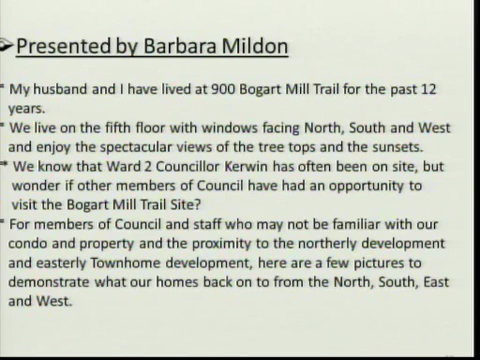 Presented by Barbara Mildon
My husband and I have lived at 900 Bogart Mill Trail for the past 12
years.
We live on the fifth floor with windows facing North, South and West
and enjoy the spectacular views of the tree tops and the sunsets.
We know that Ward 2 Councillor Kerwin has often been on site, but
wonder if other members of Council have had an opportunity to
visit the Bogart Mill Trail Site?
For members of Council and staff who may not be familiar with our
condo and property and the proximity to the northerly development
and easterly Townhome development, here are a few pictures to
demonstrate what our homes back on to from the North, South, East
and West.